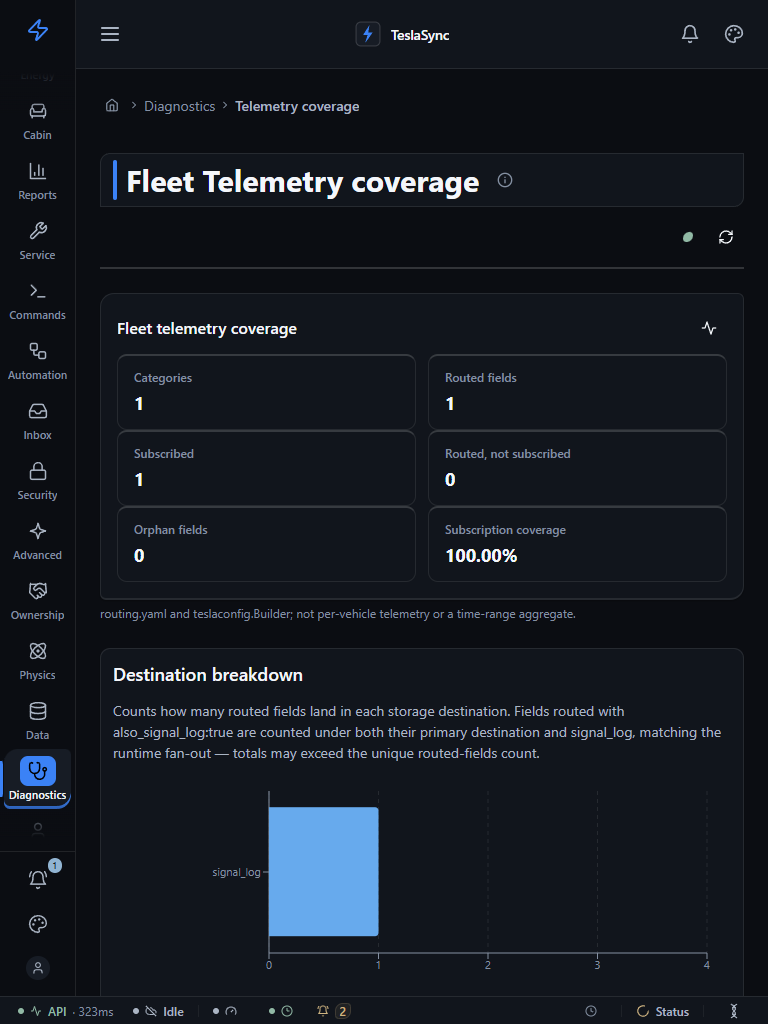 TeslaSync
Energy
Cabin
Reports
Service
Commands
Automation
Inbox
Security
Advanced
Ownership
Physics
Data
Diagnostics
1
Diagnostics
Telemetry coverage
Fleet Telemetry coverage
Fleet telemetry coverage
Categories
1
Routed fields
1
Subscribed
1
Routed, not subscribed
0
Orphan fields
0
Subscription coverage
100.00%
routing.yaml and teslaconfig.Builder; not per-vehicle telemetry or a time-range aggregate.
Destination breakdown
Counts how many routed fields land in each storage destination. Fields routed with
also_signal_log:true are counted under both their primary destination and signal_log, matching the
runtime fan-out — totals may exceed the unique routed-fields count.
signal_log
0 1 2 3 4
API · 323ms
Idle
2
Status